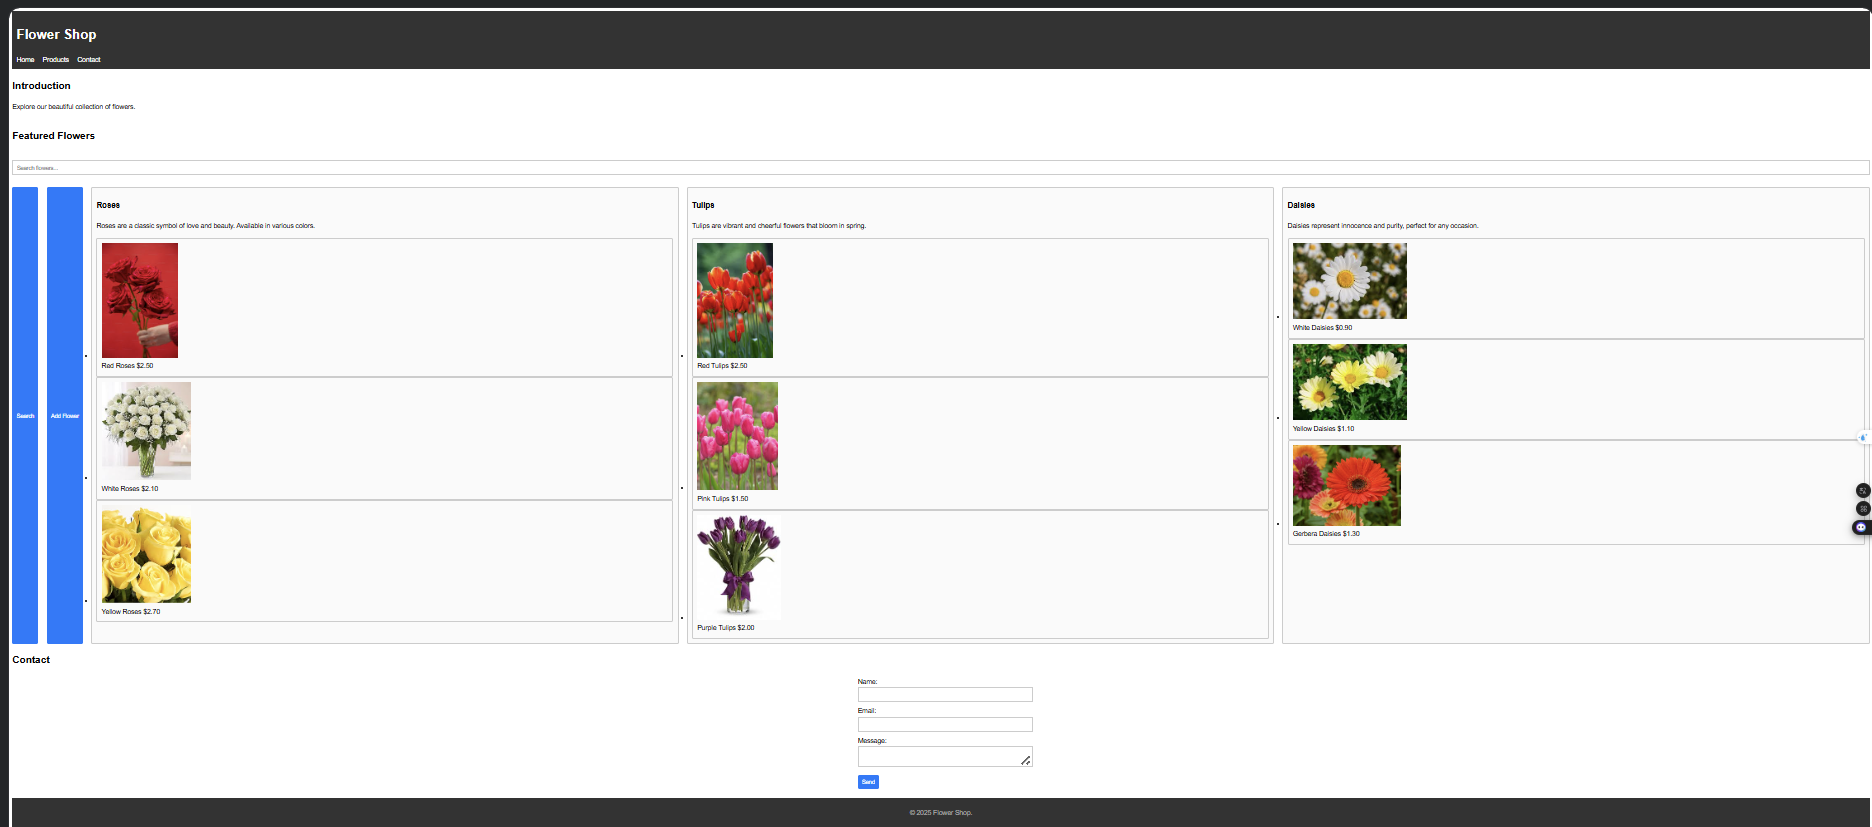 Flower Shop
Home Products Contact
Introduction
Explore our beautiful collection of flowers.
Featured Flowers
Search flowers...
Search
Add Flower
Roses
Roses are a classic symbol of love and beauty. Available in various colors.
Red Roses $2.50
White Roses $2.10
Yellow Roses $2.70
Tulips
Tulips are vibrant and cheerful flowers that bloom in spring.
Red Tulips $2.50
Pink Tulips $1.50
Purple Tulips $2.00
Daisies
Daisies represent innocence and purity, perfect for any occasion.
White Daisies $0.90
Yellow Daisies $1.10
Gerbera Daisies $1.30
Contact
Name:
Email:
Message:
Send
© 2025 Flower Shop.